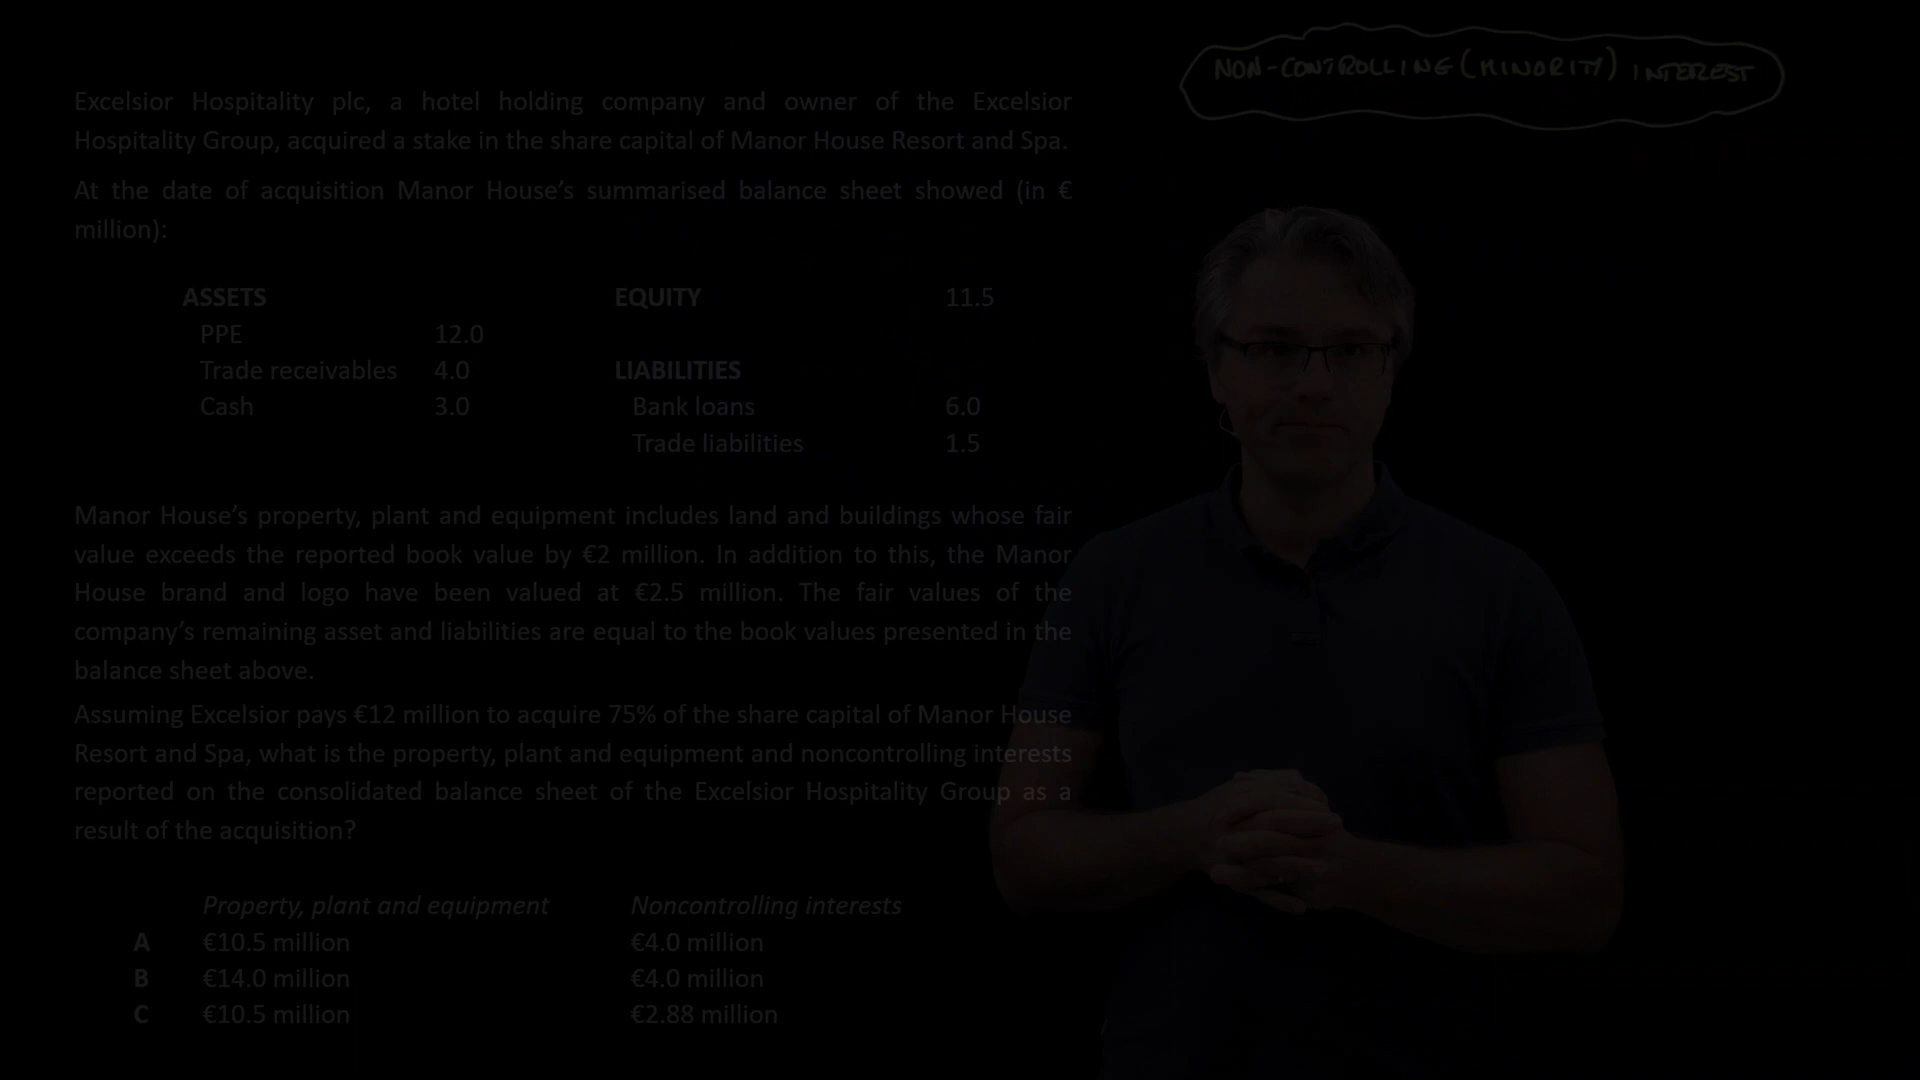 NON-CONTROLLING (MINORITY) INTEREST
Excelsior Hospitality plc, a hotel holding company and owner of the Excelsior
Hospitality Group, acquired a stake in the share capital of Manor House Resort and Spa.
At the date of acquisition Manor House’s summarised balance sheet showed (in €
million):
ASSETS EQUITY 11.5
PPE 12.0
Trade receivables 4.0 LIABILITIES
Cash 3.0 Bank loans 6.0
Trade liabilities 1.5
Manor House’s property, plant and equipment includes land and buildings whose fair
value exceeds the reported book value by €2 million. In addition to this, the Manor
House brand and logo have been valued at €2.5 million. The fair values of the
company’s remaining asset and liabilities are equal to the book values presented in the
balance sheet above.
Assuming Excelsior pays €12 million to acquire 75% of the share capital of Manor House
Resort and Spa, what is the property, plant and equipment and noncontrolling interests
reported on the consolidated balance sheet of the Excelsior Hospitality Group as a
result of the acquisition?
Property, plant and equipment Noncontrolling interests
A €10.5 million €4.0 million
B €14.0 million €4.0 million
C €10.5 million €2.88 million